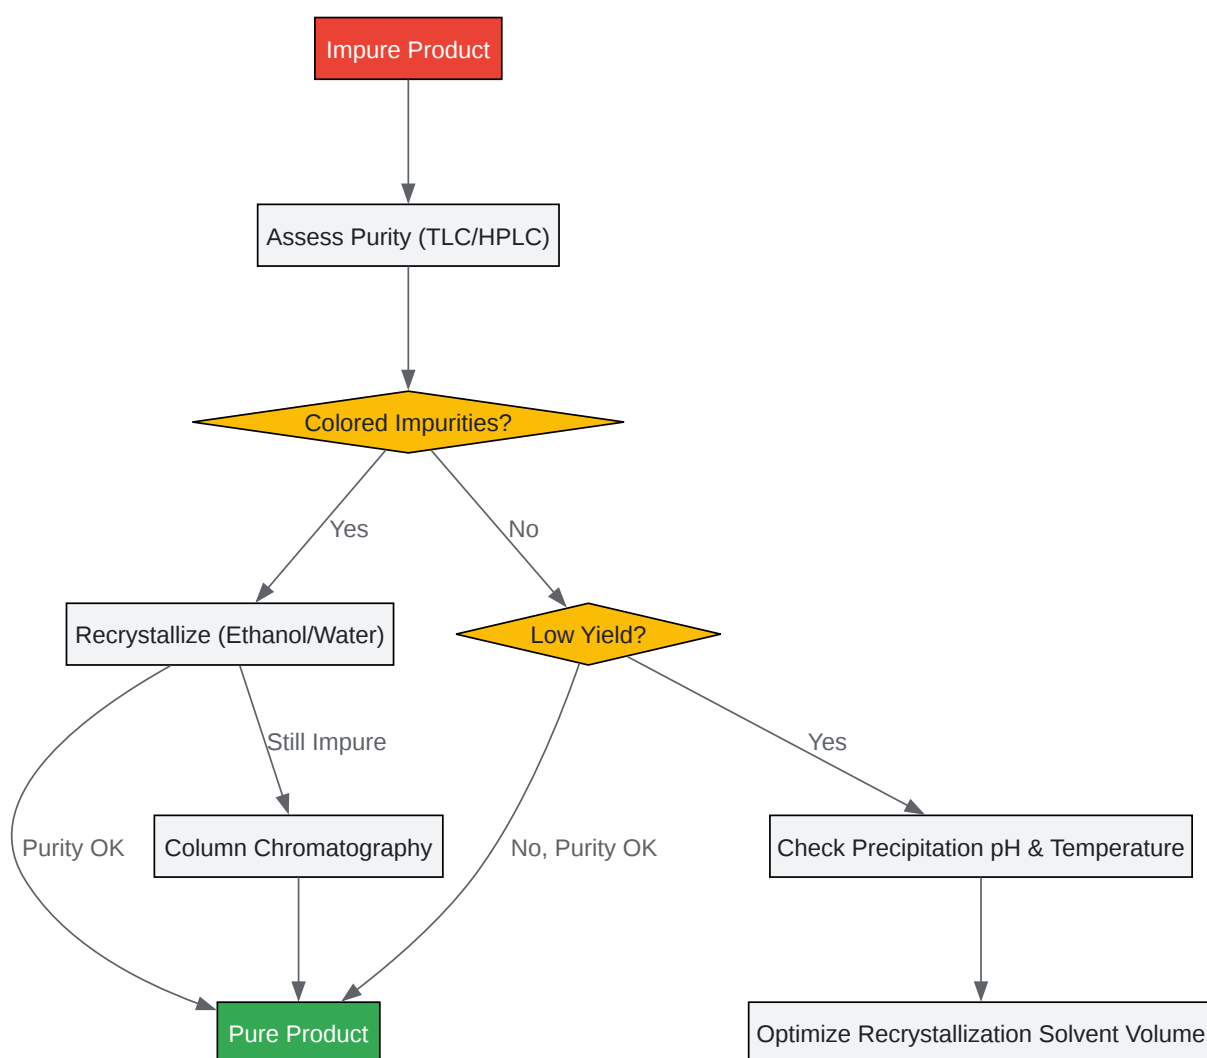 Impure Product
Assess Purity (TLC/HPLC)
Colored Impurities?
Yes
No
Recrystallize (Ethanol/Water)
Low Yield?
Still Impure
Yes
Purity OK
Column Chromatography
No, Purity OK
Check Precipitation pH & Temperature
Pure Product
Optimize Recrystallization Solvent Volume